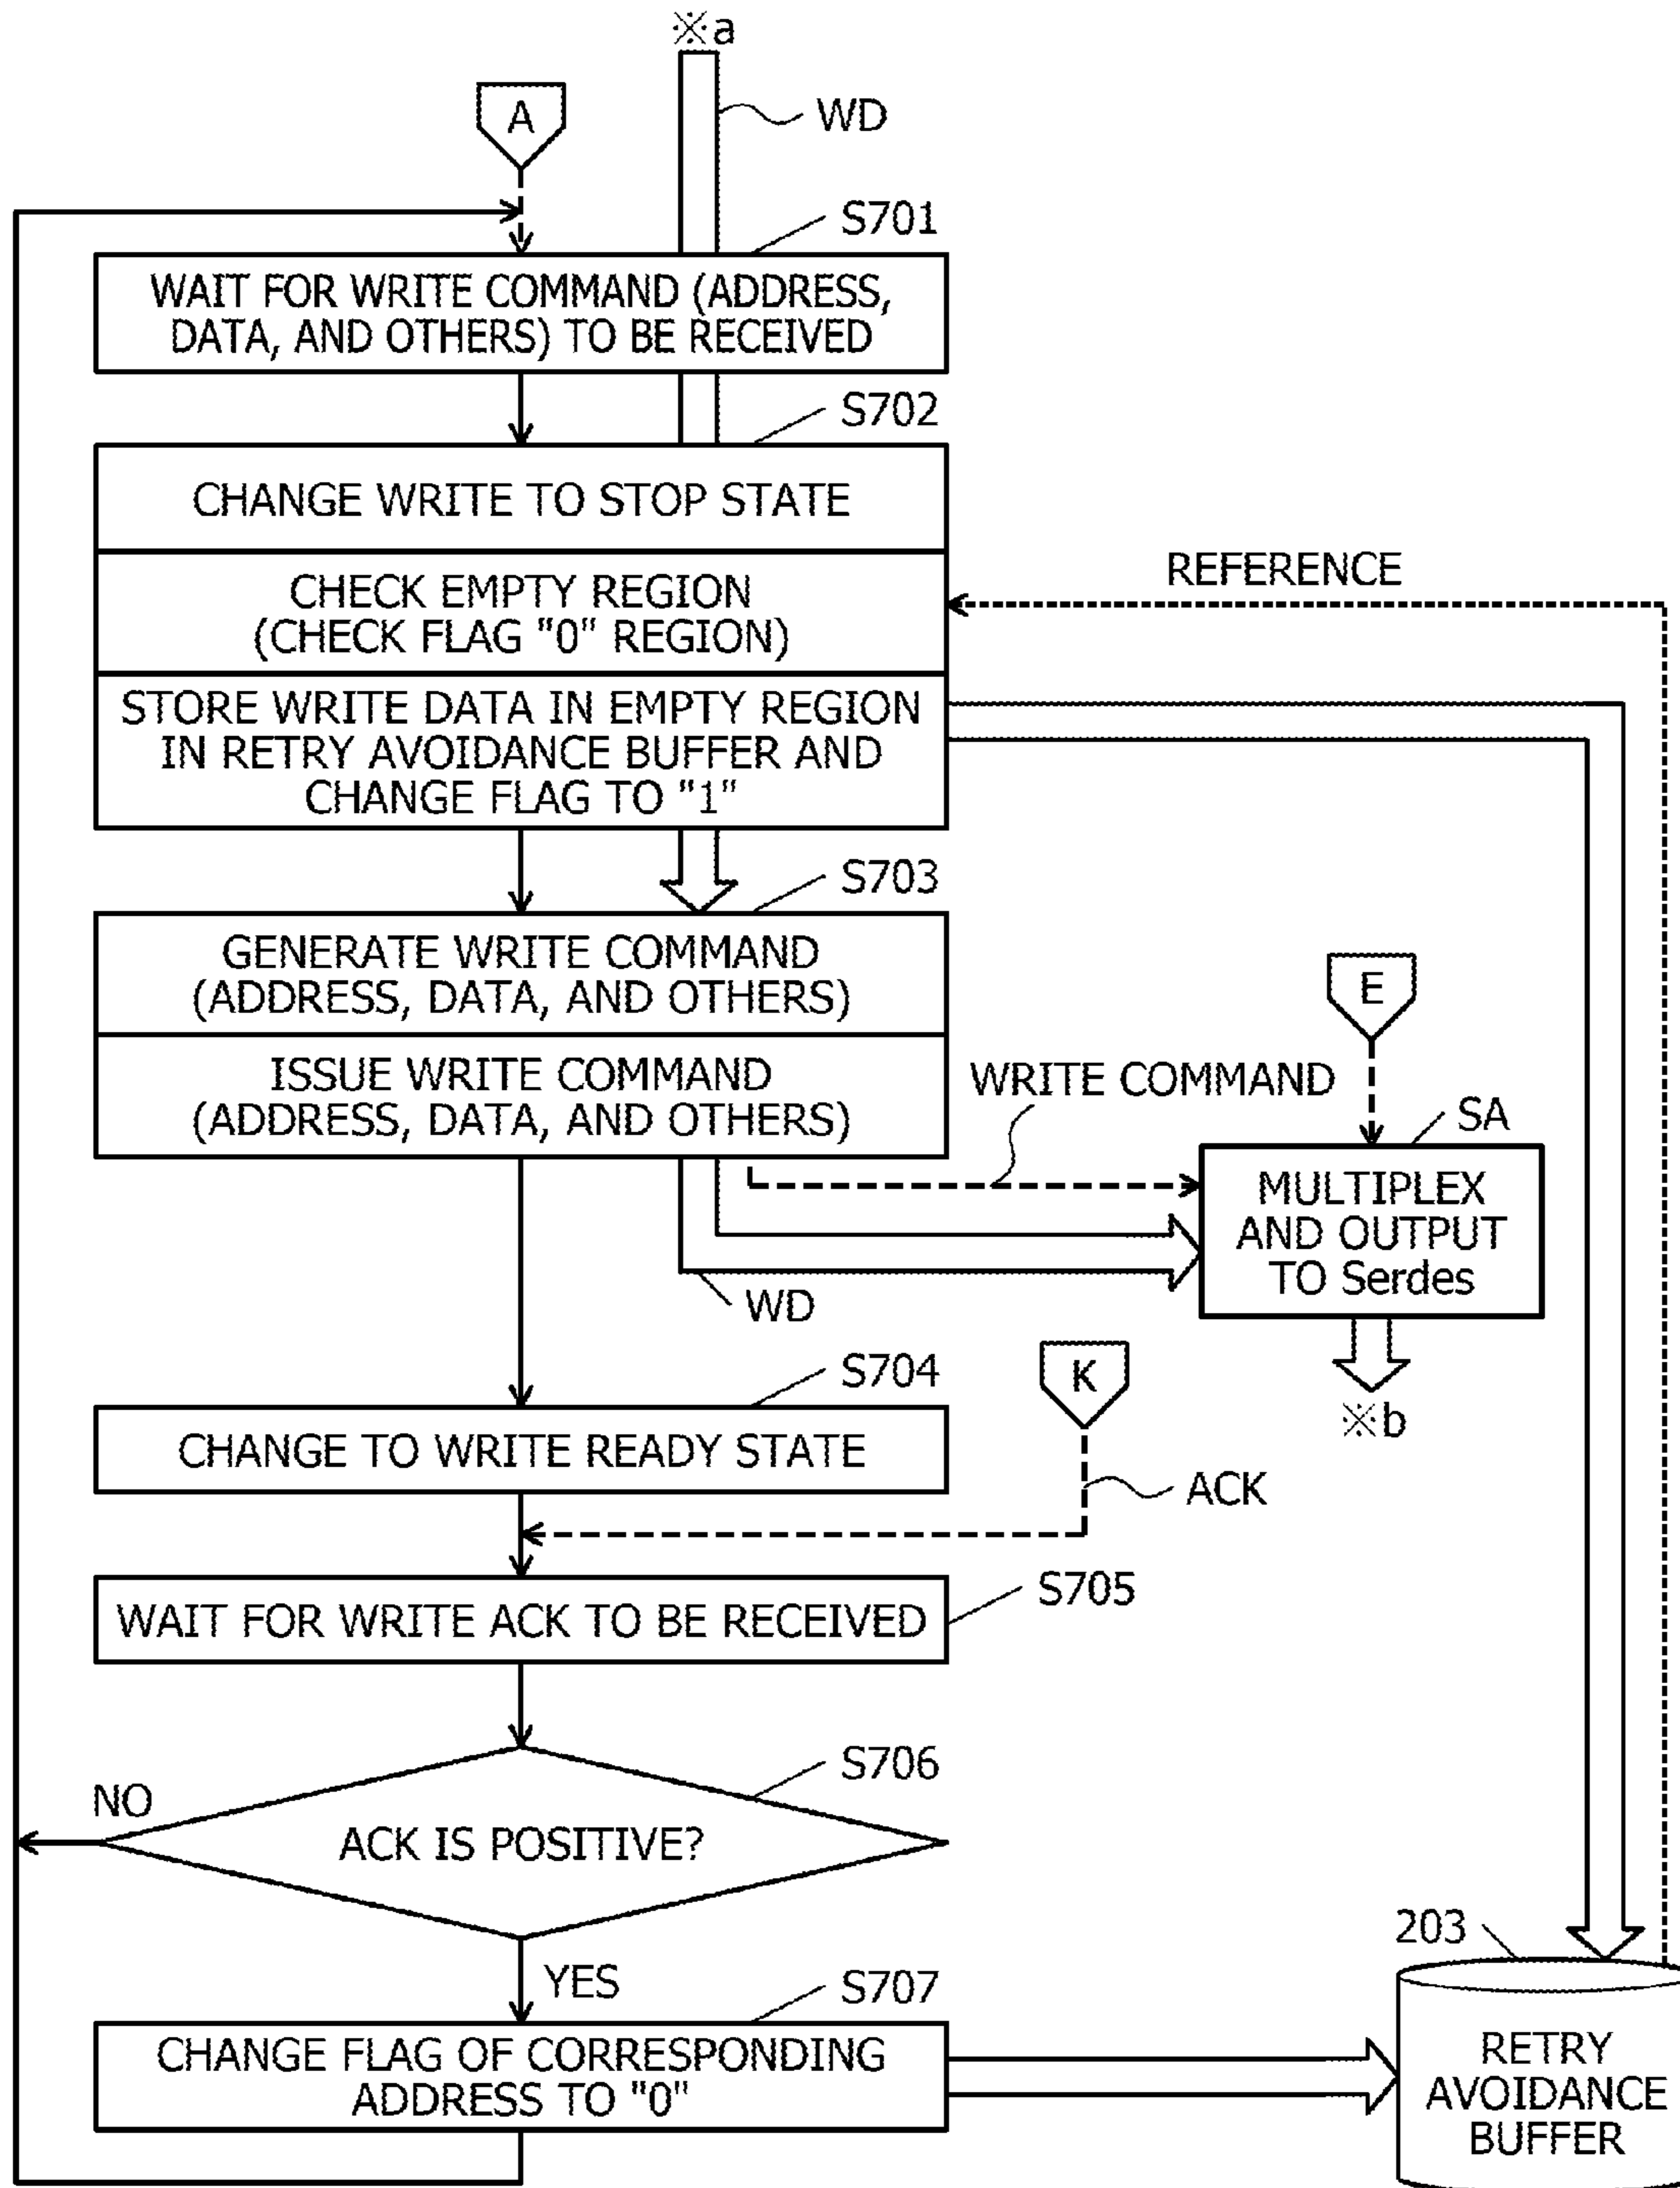 ※a
A
WD
S701
WAIT FOR WRITE COMMAND (ADDRESS,
DATA, AND OTHERS) TO BE RECEIVED
S702
CHANGE WRITE TO STOP STATE
REFERENCE
CHECK EMPTY REGION
(CHECK FLAG "0" REGION)
STORE WRITE DATA IN EMPTY REGION
IN RETRY AVOIDANCE BUFFER AND
CHANGE FLAG TO "1"
S703
GENERATE WRITE COMMAND
(ADDRESS, DATA, AND OTHERS)
E
ISSUE WRITE COMMAND
(ADDRESS, DATA, AND OTHERS)
WRITE COMMAND
SA
MULTIPLEX
AND OUTPUT
TO Serdes
WD
S704
K
※b
CHANGE TO WRITE READY STATE
ACK
S705
WAIT FOR WRITE ACK TO BE RECEIVED
S706
NO
ACK IS POSITIVE?
203
YES
S707
CHANGE FLAG OF CORRESPONDING
ADDRESS TO "0"
RETRY
AVOIDANCE
BUFFER